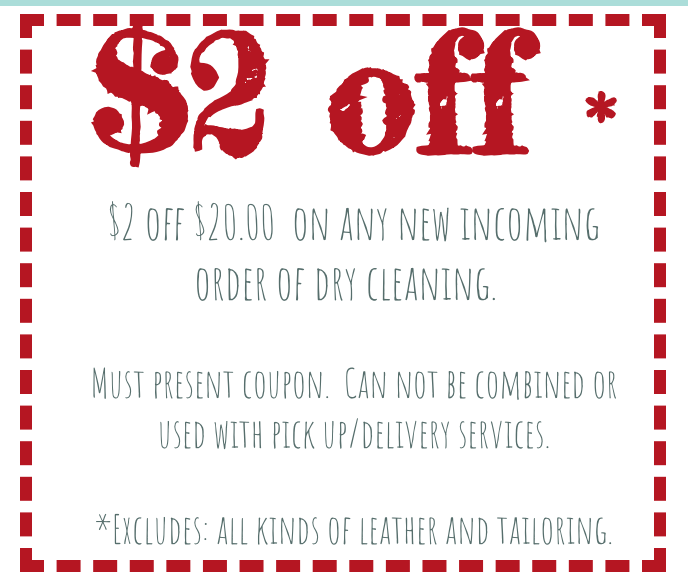 $2 off *
$2 off $20.00 on any new incoming
order of dry cleaning.
Must present coupon. Can not be combined or
used with pick up/delivery services.
*Excludes: all kinds of leather and tailoring.